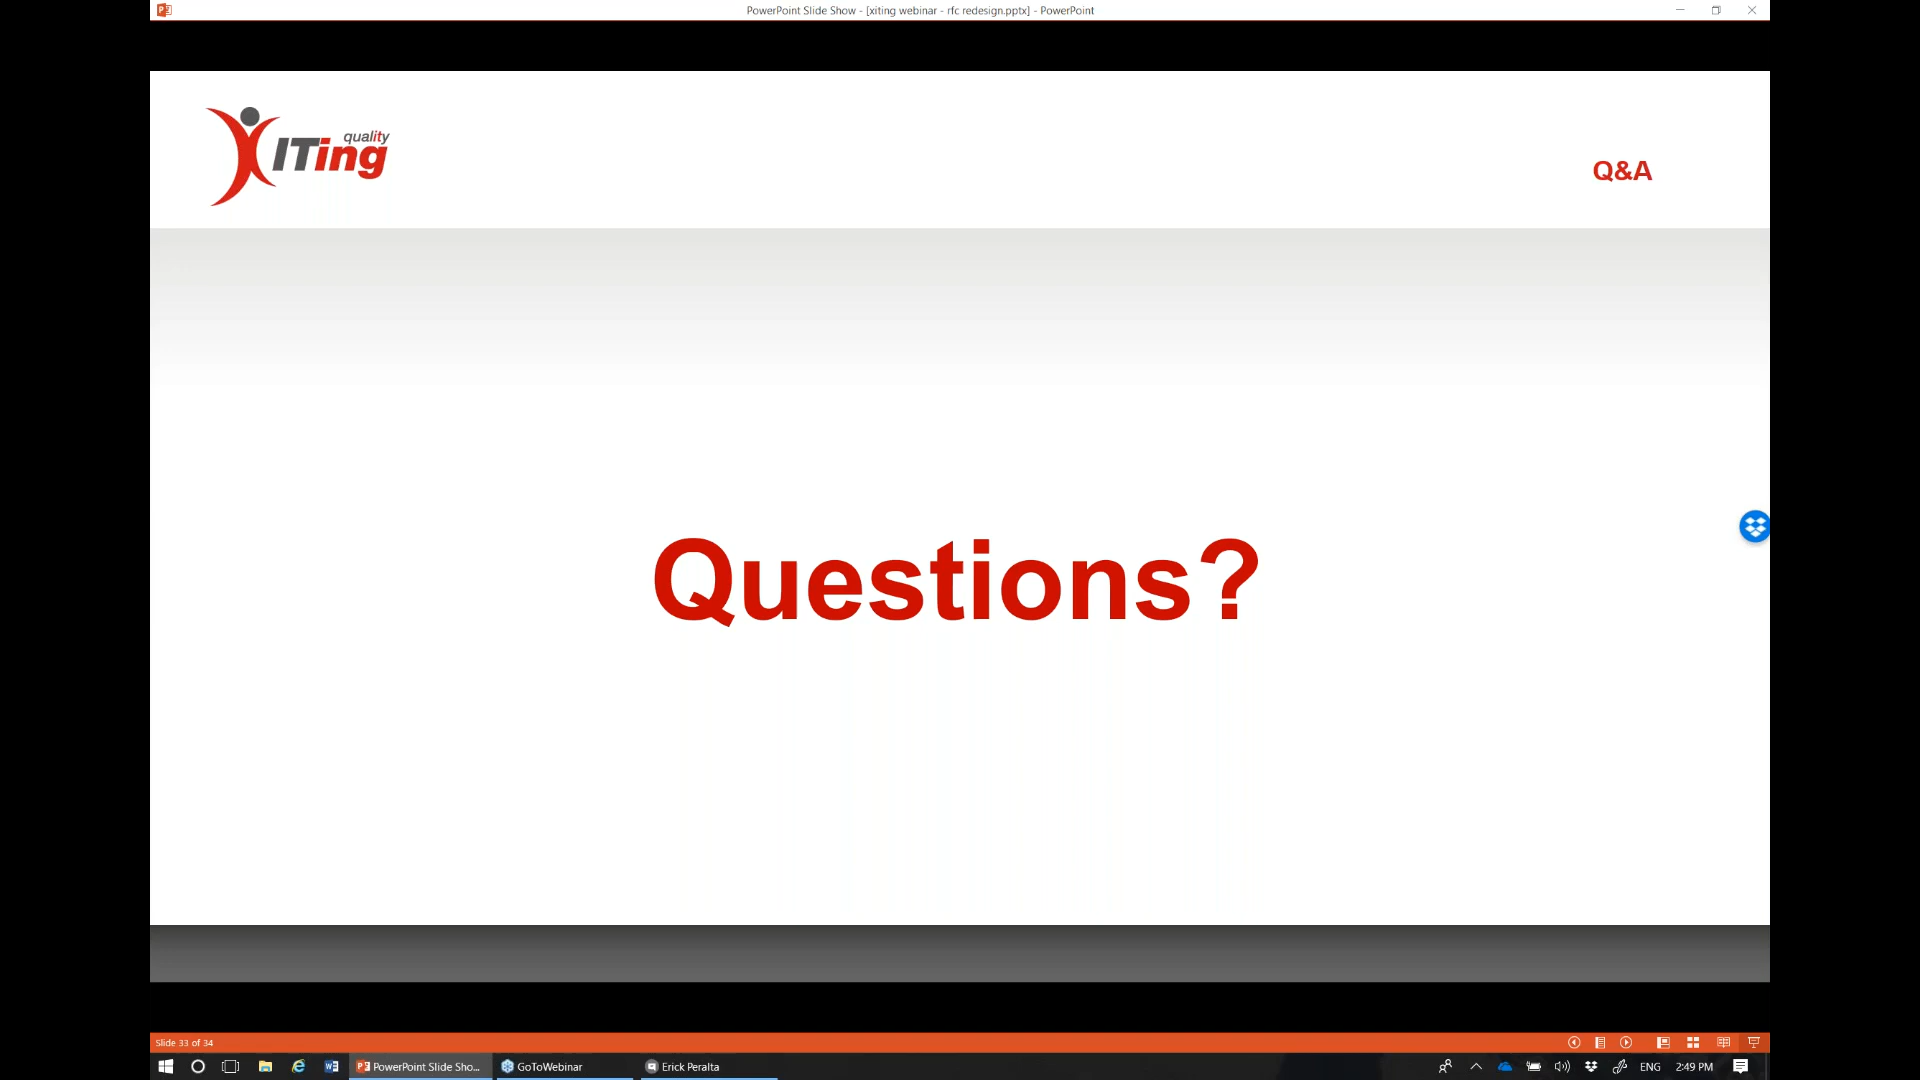 PowerPoint Slide Show - [xiting webinar - rfc redesign.pptx] - PowerPoint
quality
XITing
Q&A
Questions?
Slide 33 of 34
PowerPoint Slide Sho...
GoToWebinar
Erick Peralta
ENG
2:49 PM